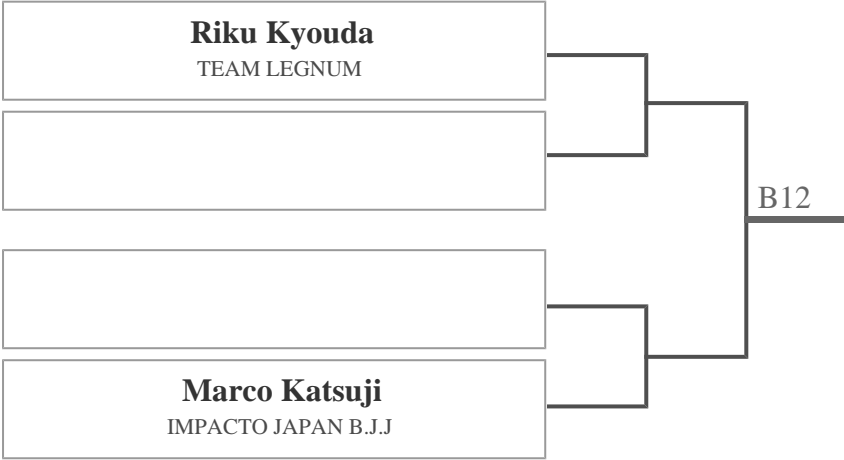 Riku Kyouda
TEAM LEGNUM
B12
Marco Katsuji
IMPACTO JAPAN B.J.J